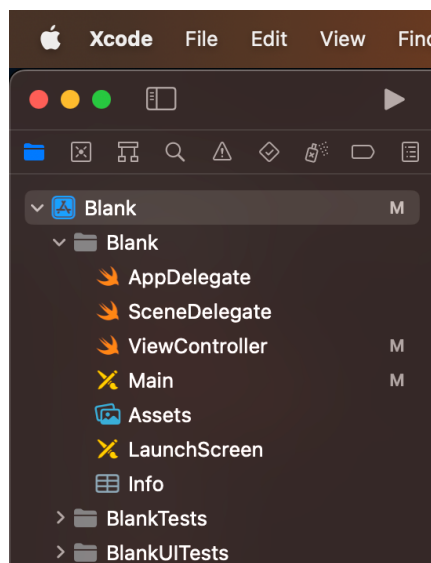 Xcode File Edit View
Blank M
Blank
AppDelegate
SceneDelegate
ViewController M
Main M
Assets
LaunchScreen
Info
BlankTests
BlankUITests